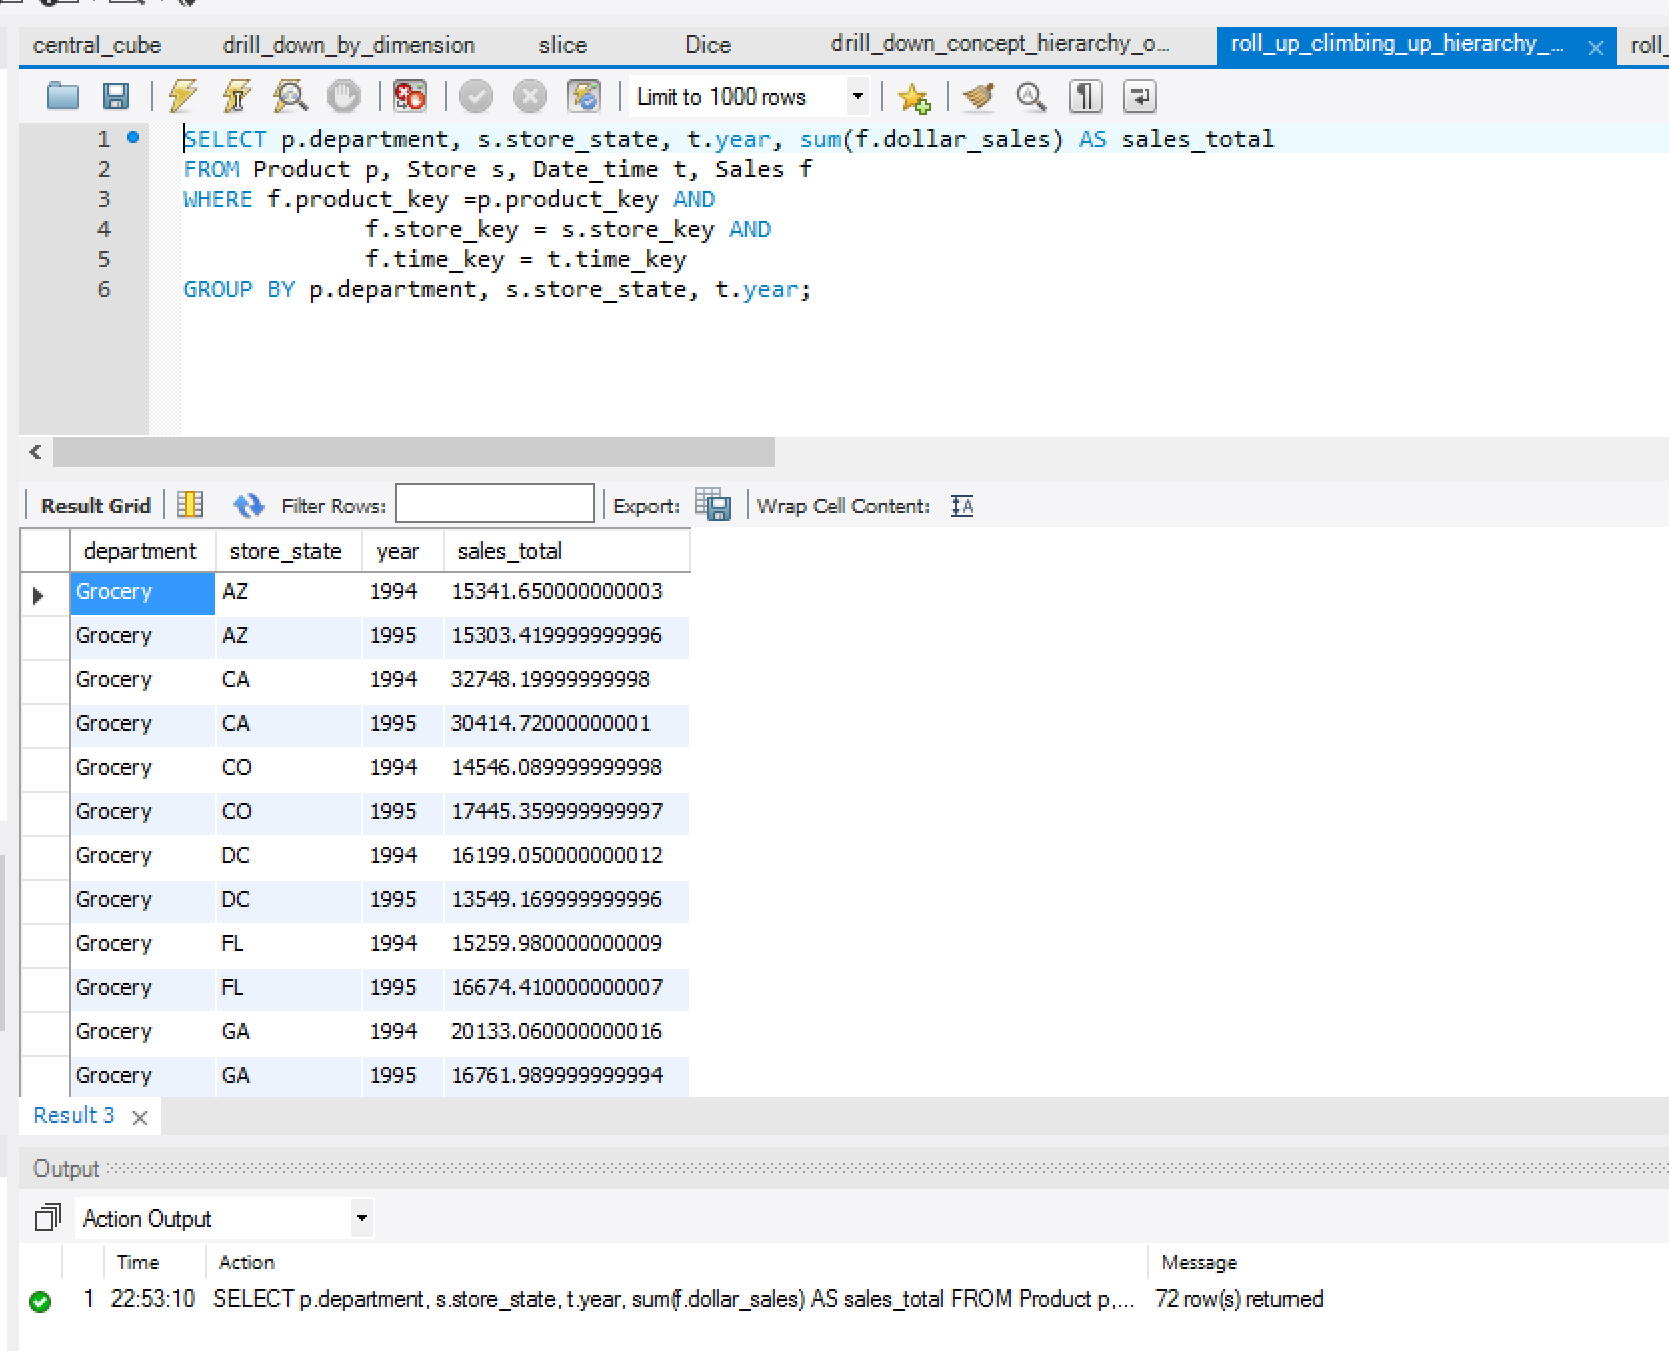 central_cube drill_down_by_dimension slice Dice drill_down_concept_hierarchy_o... roll_up_climbing_up_hierarchy_... roll_
Limit to 1000 rows
1 SELECT p.department, s.store_state, t.year, sum(f.dollar_sales) AS sales_total
2 FROM Product p, Store s, Date_time t, Sales f
3 WHERE f.product_key =p.product_key AND
4 f.store_key = s.store_key AND
5 f.time_key = t.time_key
6 GROUP BY p.department, s.store_state, t.year;
Result Grid Filter Rows: Export: Wrap Cell Content:
department store_state year sales_total
Grocery AZ 1994 15341.650000000003
Grocery AZ 1995 15303.419999999996
Grocery CA 1994 32748.19999999998
Grocery CA 1995 30414.72000000001
Grocery CO 1994 14546.089999999998
Grocery CO 1995 17445.359999999997
Grocery DC 1994 16199.050000000012
Grocery DC 1995 13549.169999999996
Grocery FL 1994 15259.980000000009
Grocery FL 1995 16674.410000000007
Grocery GA 1994 20133.060000000016
Grocery GA 1995 16761.989999999994
Result 3
Output
Action Output
Time Action Message
1 22:53:10 SELECT p.department, s.store_state, t.year, sum(f.dollar_sales) AS sales_total FROM Product p,... 72 row(s) returned